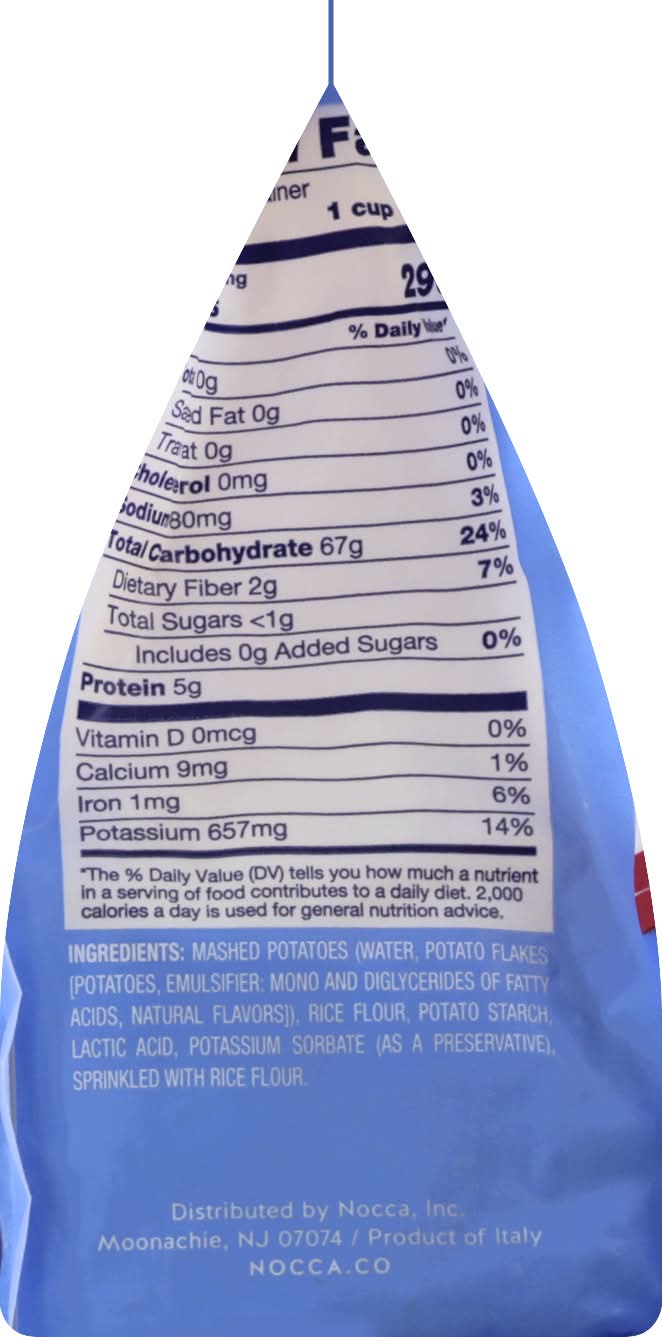 Fa
1 cup
29
% Daily Value*
0g 0%
Fat 0g 0%
0g 0%
0mg 0%
80mg 3%
Total Carbohydrate 67g 24%
Dietary Fiber 2g 7%
Total Sugars <1g
Includes 0g Added Sugars 0%
Protein 5g
Vitamin D 0mcg 0%
Calcium 9mg 1%
Iron 1mg 6%
Potassium 657mg 14%
*The % Daily Value (DV) tells you how much a nutrient
in a serving of food contributes to a daily diet. 2,000
calories a day is used for general nutrition advice.
INGREDIENTS: MASHED POTATOES (WATER, POTATO FLAKES
[POTATOES, EMULSIFIER: MONO AND DIGLYCERIDES OF FATTY
ACIDS, NATURAL FLAVORS]), RICE FLOUR, POTATO STARCH,
LACTIC ACID, POTASSIUM SORBATE (AS A PRESERVATIVE),
SPRINKLED WITH RICE FLOUR.
Distributed by Nocca, Inc.
Moonachie, NJ 07074 / Product of Italy
NOCCA.CO